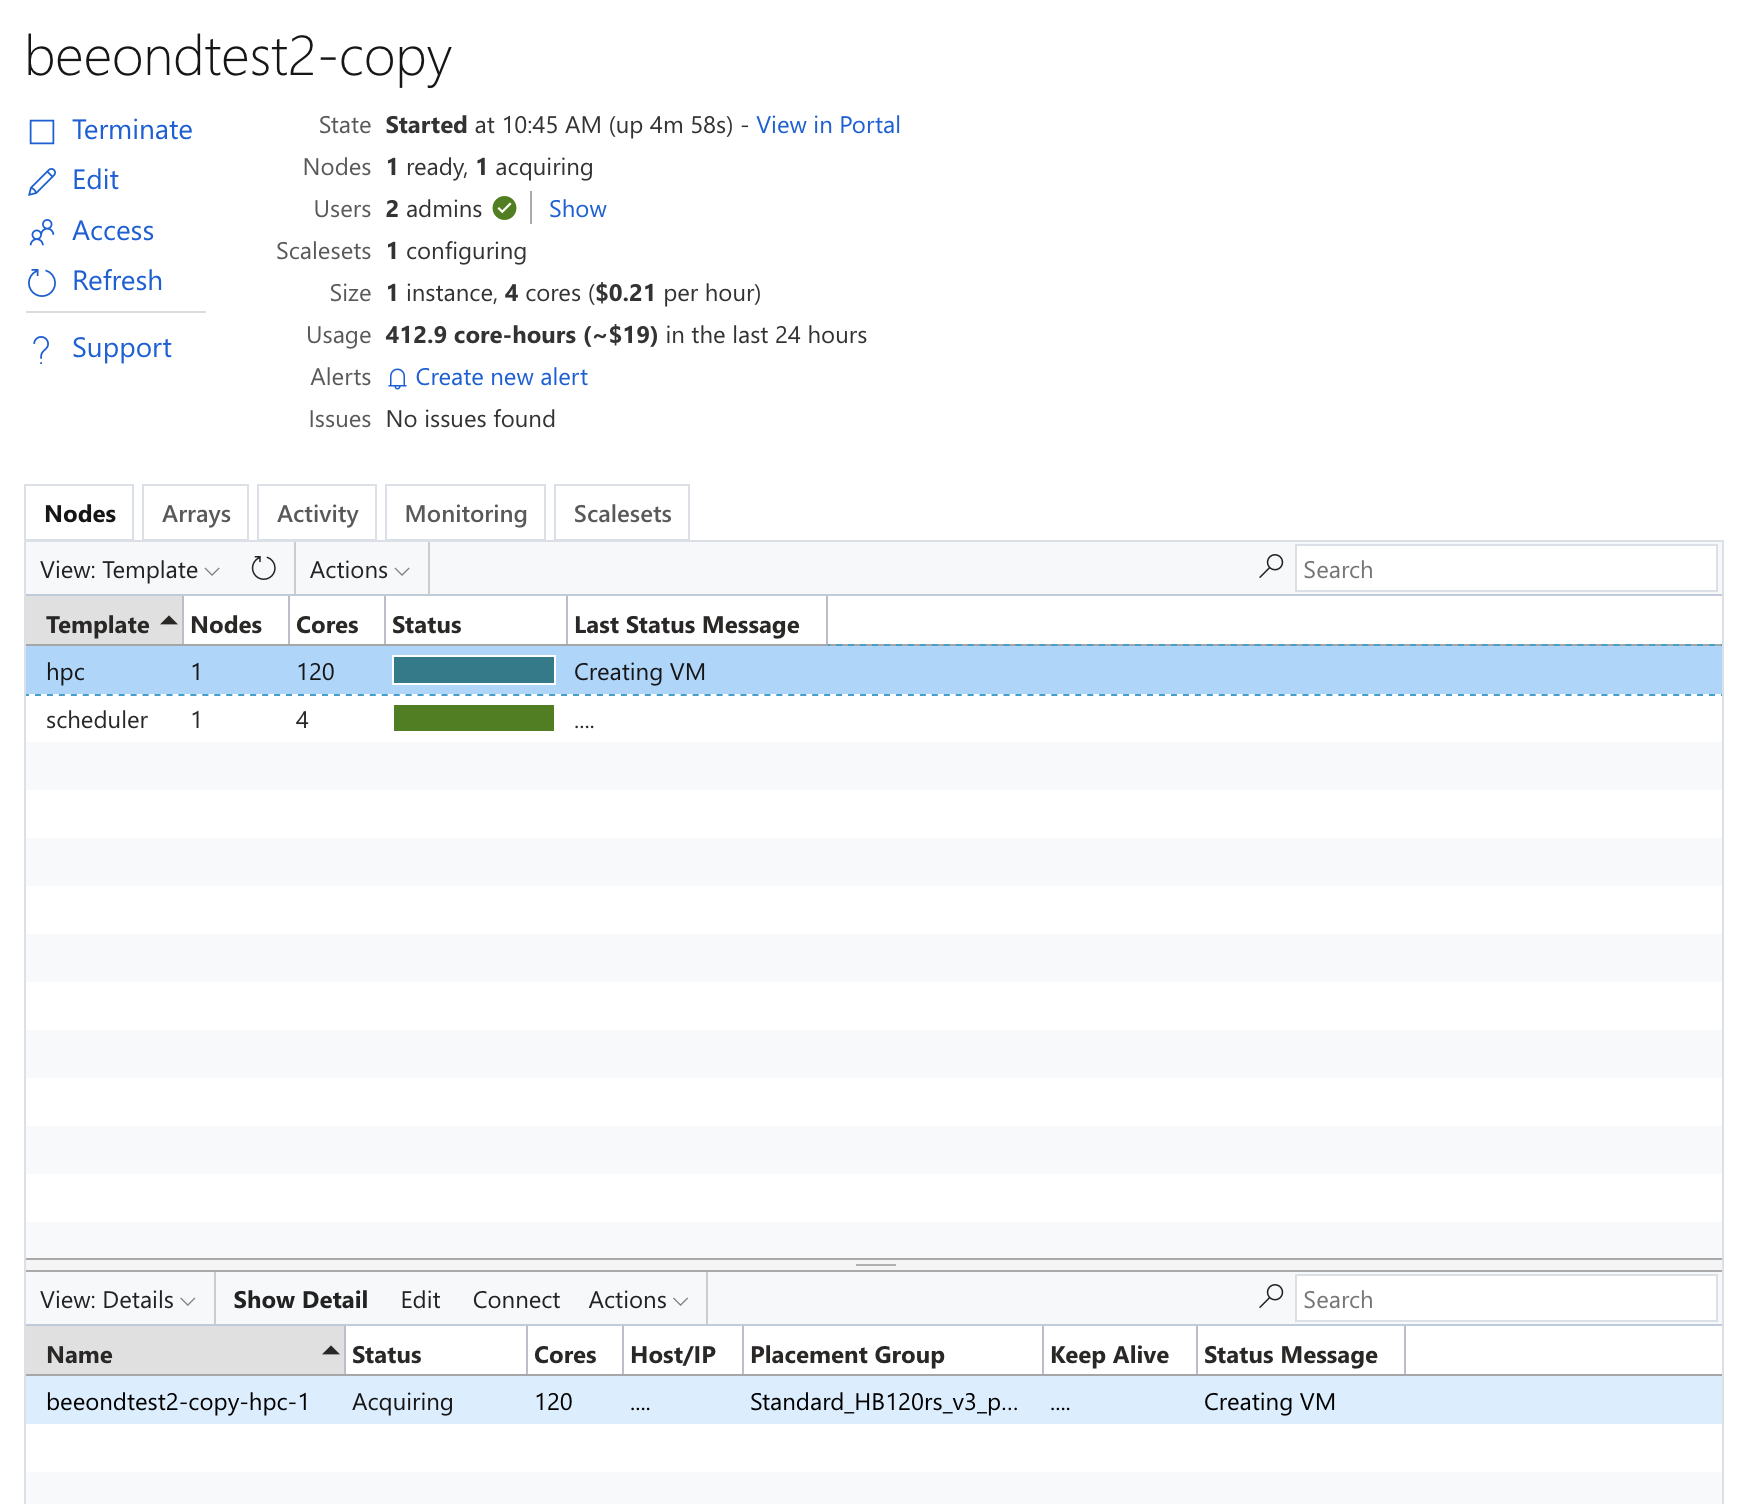 beeondtest2-copy
Terminate
Edit
Access
Refresh
Support
State Started at 10:45 AM (up 4m 58s) - View in Portal
Nodes 1 ready, 1 acquiring
Users 2 admins Show
Scalesets 1 configuring
Size 1 instance, 4 cores ($0.21 per hour)
Usage 412.9 core-hours (~$19) in the last 24 hours
Alerts Create new alert
Issues No issues found
Nodes Arrays Activity Monitoring Scalesets
View: Template Actions Search
Template Nodes Cores Status Last Status Message
hpc 1 120 Creating VM
scheduler 1 4 ....
View: Details Show Detail Edit Connect Actions Search
Name Status Cores Host/IP Placement Group Keep Alive Status Message
beeondtest2-copy-hpc-1 Acquiring 120 .... Standard_HB120rs_v3_p... .... Creating VM